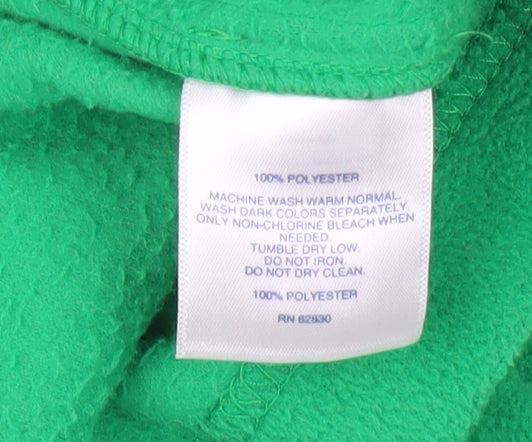 100% POLYESTER
MACHINE WASH WARM NORMAL.
WASH DARK COLORS SEPARATELY.
ONLY NON-CHLORINE BLEACH WHEN
NEEDED.
TUMBLE DRY LOW.
DO NOT IRON.
DO NOT DRY CLEAN.
100% POLYESTER
RN 62830